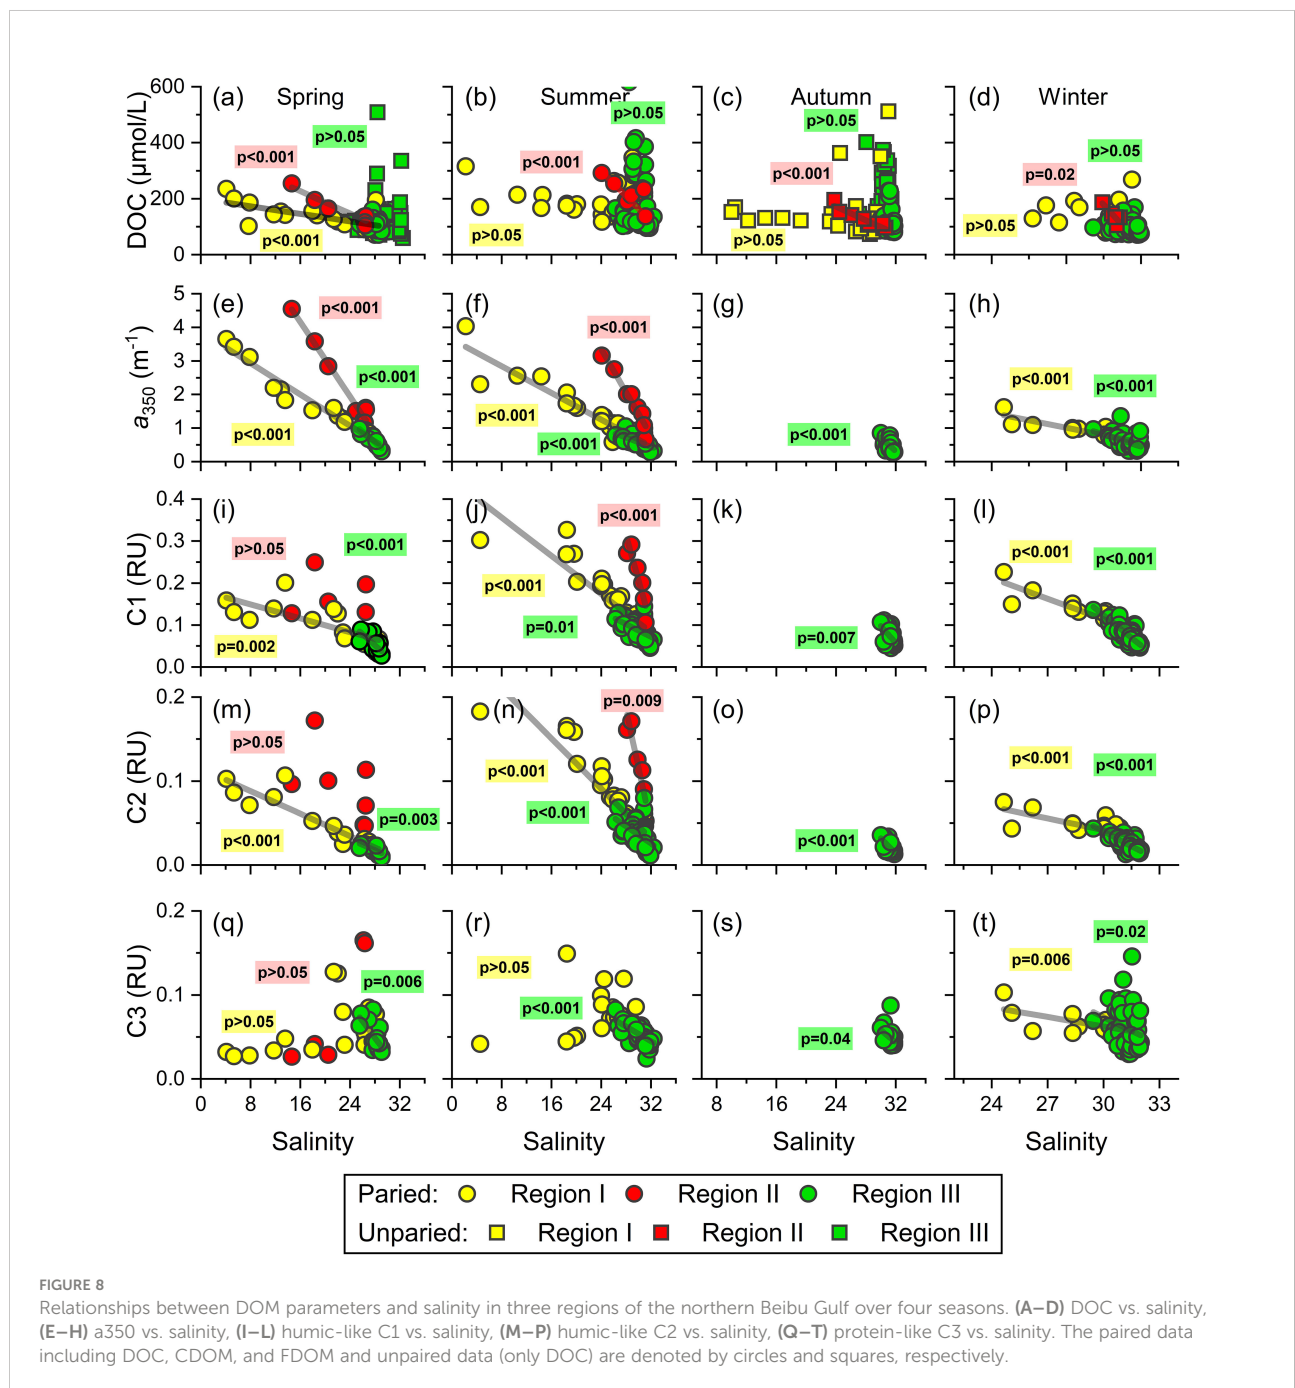 (a) Spring
(b) Summer
(c) Autumn
(d) Winter
DOC (μmol/L)
600
400
200
0
p<0.001
p>0.05
p<0.001
p<0.001
p>0.05
p>0.05
p>0.05
p<0.001
p>0.05
p=0.02
p>0.05
p>0.05
(e)
(f)
(g)
(h)
a350 (m-1)
5
4
3
2
1
0
p<0.001
p<0.001
p<0.001
p<0.001
p<0.001
p<0.001
p<0.001
p<0.001
p<0.001
(i)
(j)
(k)
(l)
C1 (RU)
0.4
0.3
0.2
0.1
0.0
p>0.05
p<0.001
p=0.002
p<0.001
p<0.001
p=0.01
p=0.007
p<0.001
p<0.001
(m)
(n)
(o)
(p)
C2 (RU)
0.2
0.1
0.0
p>0.05
p=0.003
p<0.001
p=0.009
p<0.001
p<0.001
p<0.001
p<0.001
p<0.001
(q)
(r)
(s)
(t)
C3 (RU)
0.2
0.1
0.0
p>0.05
p=0.006
p>0.05
p>0.05
p<0.001
p=0.04
p=0.02
p=0.006
0 8 16 24 32
0 8 16 24 32
8 16 24 32
24 27 30 33
Salinity Salinity Salinity Salinity
Paried: Region I Region II Region III
Unparied: Region I Region II Region III
FIGURE 8
Relationships between DOM parameters and salinity in three regions of the northern Beibu Gulf over four seasons. (A–D) DOC vs. salinity,
(E–H) a350 vs. salinity, (I–L) humic-like C1 vs. salinity, (M–P) humic-like C2 vs. salinity, (Q–T) protein-like C3 vs. salinity. The paired data
including DOC, CDOM, and FDOM and unpaired data (only DOC) are denoted by circles and squares, respectively.